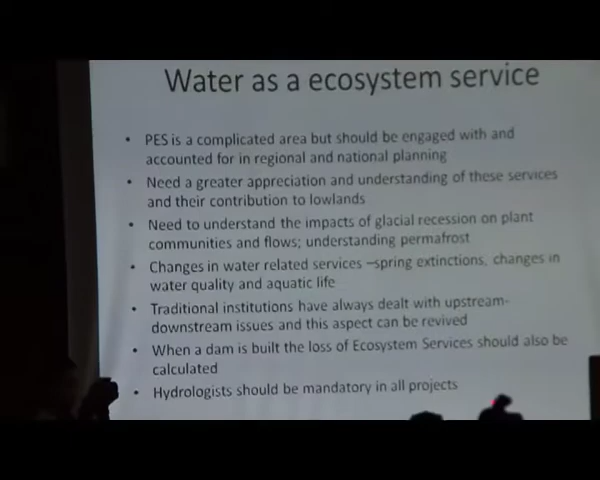 Water as a ecosystem service
• PES is a complicated area but should be engaged with and
accounted for in regional and national planning
• Need a greater appreciation and understanding of these services
and their contribution to lowlands
• Need to understand the impacts of glacial recession on plant
communities and flows; understanding permafrost
• Changes in water related services –spring extinctions, changes in
water quality and aquatic life
• Traditional institutions have always dealt with upstream-
downstream issues and this aspect can be revived
• When a dam is built the loss of Ecosystem Services should also be
calculated
• Hydrologists should be mandatory in all projects